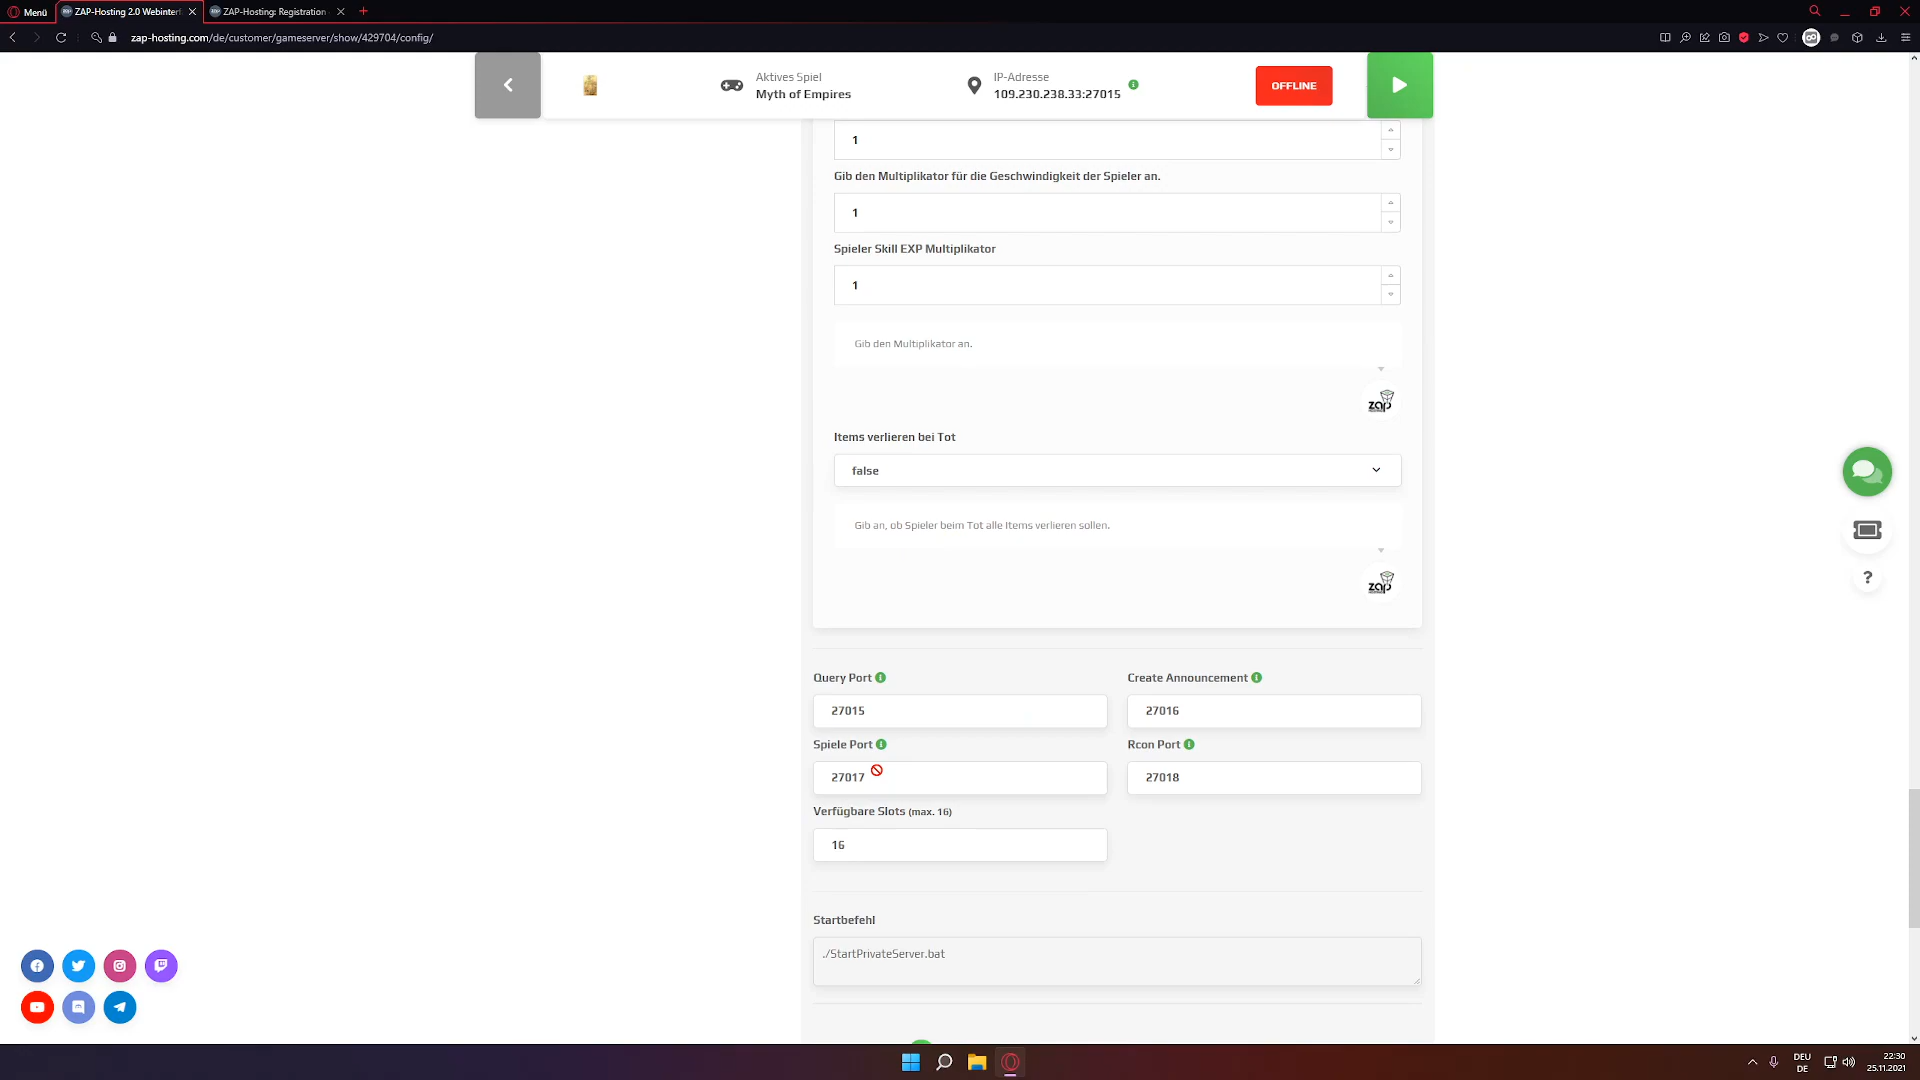 Menü
ZAP-Hosting 2.0 Webinterf
ZAP-Hosting: Registration
zap-hosting.com/de/customer/gameserver/show/429704/config/
Aktives Spiel
Myth of Empires
IP-Adresse
109.230.238.33:27015
OFFLINE
1
Gib den Multiplikator für die Geschwindigkeit der Spieler an.
1
Spieler Skill EXP Multiplikator
1
Gib den Multiplikator an.
zap
Items verlieren bei Tot
false
Gib an, ob Spieler beim Tot alle Items verlieren sollen.
zap
?
Query Port
Create Announcement
27015
27016
Spiele Port
Rcon Port
27017
27018
Verfügbare Slots (max. 16)
16
Startbefehl
./StartPrivateServer.bat
DEU
DE
22:30
25.11.2021